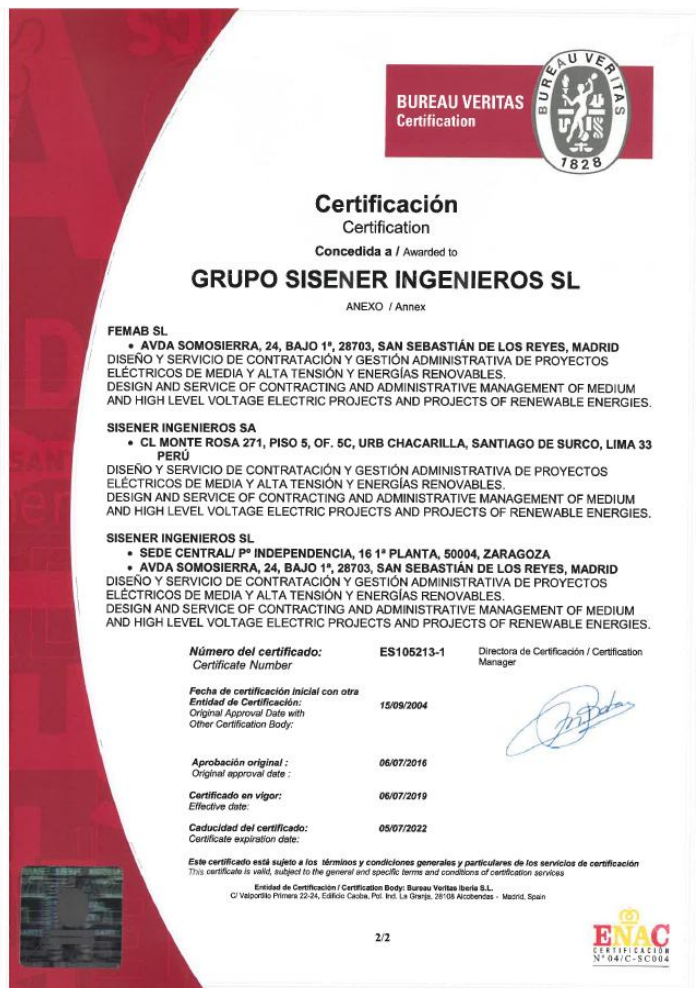 BUREAU VERITAS
Certification
BUREAU VERITAS
1828
Certificación
Certification
Concedida a / Awarded to
GRUPO SISENER INGENIEROS SL
ANEXO / Annex
FEMAB SL
• AVDA SOMOSIERRA, 24, BAJO 1ª, 28703, SAN SEBASTIÁN DE LOS REYES, MADRID
DISEÑO Y SERVICIO DE CONTRATACIÓN Y GESTIÓN ADMINISTRATIVA DE PROYECTOS
ELÉCTRICOS DE MEDIA Y ALTA TENSIÓN Y ENERGÍAS RENOVABLES.
DESIGN AND SERVICE OF CONTRACTING AND ADMINISTRATIVE MANAGEMENT OF MEDIUM
AND HIGH LEVEL VOLTAGE ELECTRIC PROJECTS AND PROJECTS OF RENEWABLE ENERGIES.
SISENER INGENIEROS SA
• CL MONTE ROSA 271, PISO 5, OF. 5C, URB CHACARILLA, SANTIAGO DE SURCO, LIMA 33
PERÚ
DISEÑO Y SERVICIO DE CONTRATACIÓN Y GESTIÓN ADMINISTRATIVA DE PROYECTOS
ELÉCTRICOS DE MEDIA Y ALTA TENSIÓN Y ENERGÍAS RENOVABLES.
DESIGN AND SERVICE OF CONTRACTING AND ADMINISTRATIVE MANAGEMENT OF MEDIUM
AND HIGH LEVEL VOLTAGE ELECTRIC PROJECTS AND PROJECTS OF RENEWABLE ENERGIES.
SISENER INGENIEROS SL
• SEDE CENTRAL/ Pº INDEPENDENCIA, 16 1ª PLANTA, 50004, ZARAGOZA
• AVDA SOMOSIERRA, 24, BAJO 1ª, 28703, SAN SEBASTIÁN DE LOS REYES, MADRID
DISEÑO Y SERVICIO DE CONTRATACIÓN Y GESTIÓN ADMINISTRATIVA DE PROYECTOS
ELÉCTRICOS DE MEDIA Y ALTA TENSIÓN Y ENERGÍAS RENOVABLES.
DESIGN AND SERVICE OF CONTRACTING AND ADMINISTRATIVE MANAGEMENT OF MEDIUM
AND HIGH LEVEL VOLTAGE ELECTRIC PROJECTS AND PROJECTS OF RENEWABLE ENERGIES.
Número del certificado: ES105213-1 Directora de Certificación / Certification
Certificate Number Manager
Fecha de certificación inicial con otra
Entidad de Certificación: 15/09/2004
Original Approval Date with
Other Certification Body:
Aprobación original : 06/07/2016
Original approval date :
Certificado en vigor: 06/07/2019
Effective date:
Caducidad del certificado: 05/07/2022
Certificate expiration date:
Este certificado está sujeto a los términos y condiciones generales y particulares de los servicios de certificación
This certificate is valid, subject to the general and specific terms and conditions of certification services
Entidad de Certificación / Certification Body: Bureau Veritas Iberia S.L.
C/ Valportillo Primera 22-24, Edificio Caoba, Pol. Ind. La Granja, 28108 Alcobendas - Madrid, Spain
2/2
ENAC
CERTIFICACIÓN
Nº 04/C-SC004